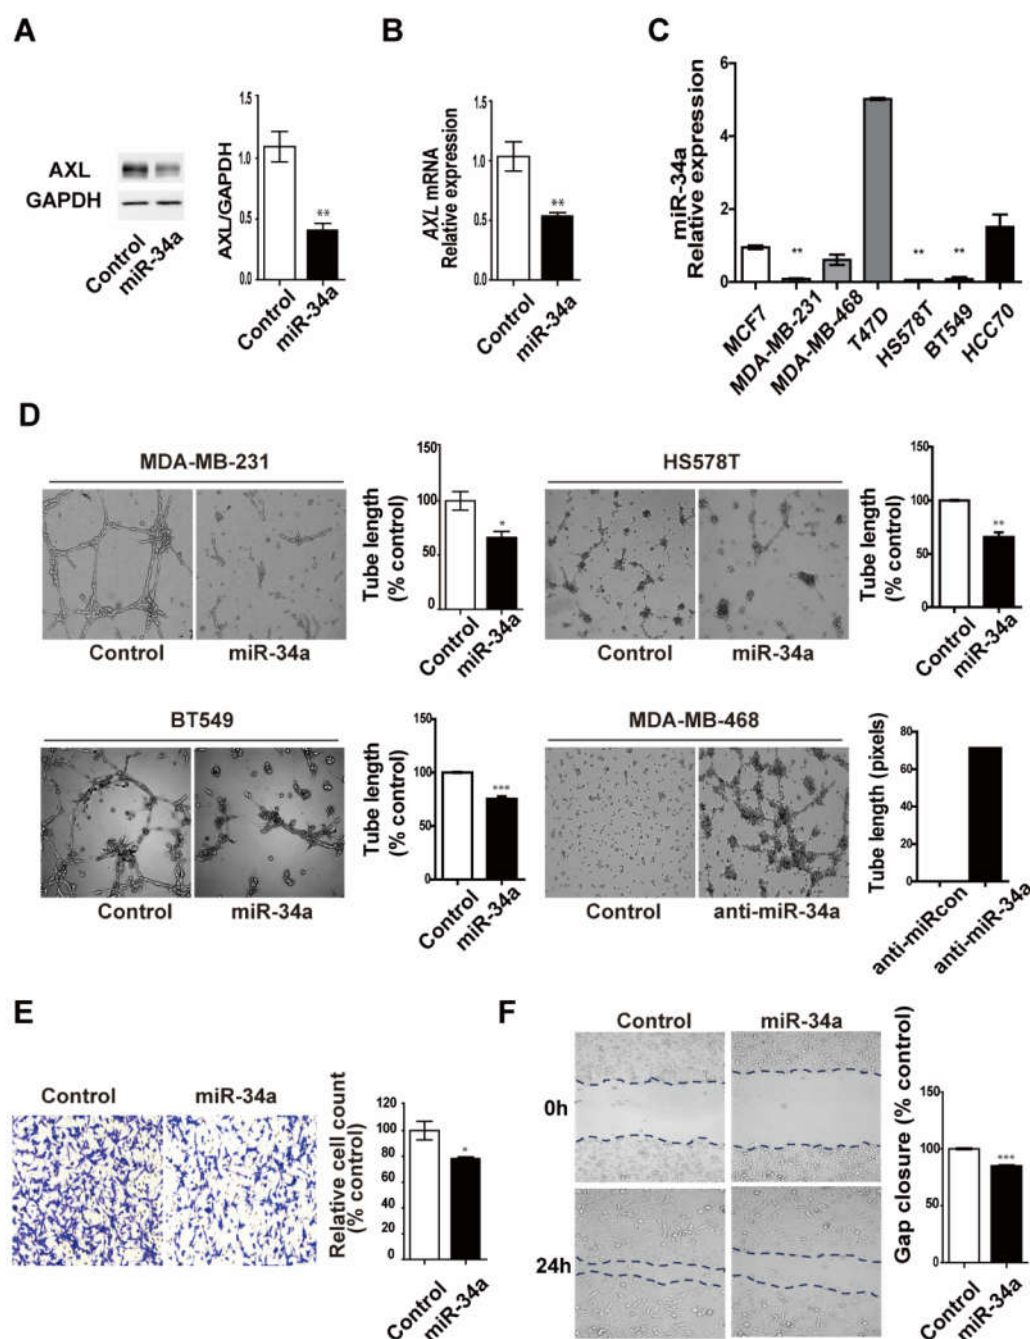 A
AXL
GAPDH
Control
miR-34a
AXL/GAPDH
1.5
1.0
0.5
0.0
**
Control
miR-34a
B
AXL mRNA
Relative expression
1.5
1.0
0.5
0.0
**
Control
miR-34a
C
miR-34a
Relative expression
6
4
2
0
**
**
**
MCF7
MDA-MB-231
MDA-MB-468
T47D
HS578T
BT549
HCC70
D
MDA-MB-231
Control
miR-34a
Tube length
(% control)
150
100
50
0
*
Control
miR-34a
HS578T
Control
miR-34a
Tube length
(% control)
150
100
50
0
**
Control
miR-34a
BT549
Control
miR-34a
Tube length
(% control)
150
100
50
0
***
Control
miR-34a
MDA-MB-468
Control
anti-miR-34a
Tube length (pixels)
80
60
40
20
0
anti-miRcon
anti-miR-34a
E
Control
miR-34a
Relative cell count
(% control)
120
100
80
60
40
20
0
*
Control
miR-34a
F
Control
miR-34a
0h
24h
Gap closure (% control)
150
100
50
0
***
Control
miR-34a